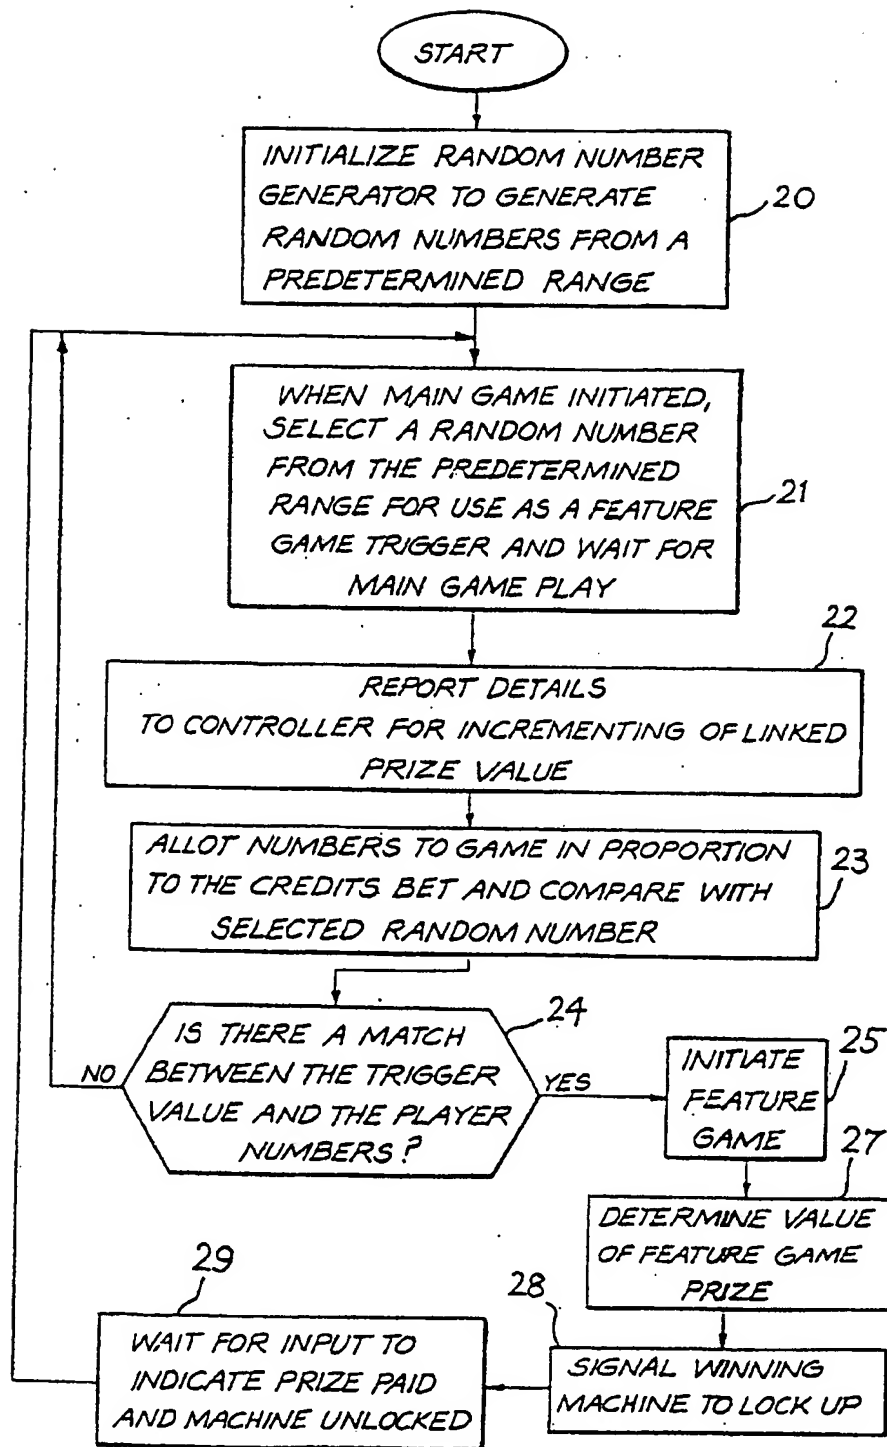 START
INITIALIZE RANDOM NUMBER
GENERATOR TO GENERATE
RANDOM NUMBERS FROM A
PREDETERMINED RANGE
20
WHEN MAIN GAME INITIATED,
SELECT A RANDOM NUMBER
FROM THE PREDETERMINED
RANGE FOR USE AS A FEATURE
GAME TRIGGER AND WAIT FOR
MAIN GAME PLAY
21
22
REPORT DETAILS
TO CONTROLLER FOR INCREMENTING OF LINKED
PRIZE VALUE
ALLOT NUMBERS TO GAME IN PROPORTION
TO THE CREDITS BET AND COMPARE WITH
SELECTED RANDOM NUMBER
23
24
IS THERE A MATCH
BETWEEN THE TRIGGER
VALUE AND THE PLAYER
NUMBERS?
NO
YES
25
INITIATE
FEATURE
GAME
27
DETERMINE VALUE
OF FEATURE GAME
PRIZE
28
SIGNAL WINNING
MACHINE TO LOCK UP
29
WAIT FOR INPUT TO
INDICATE PRIZE PAID
AND MACHINE UNLOCKED